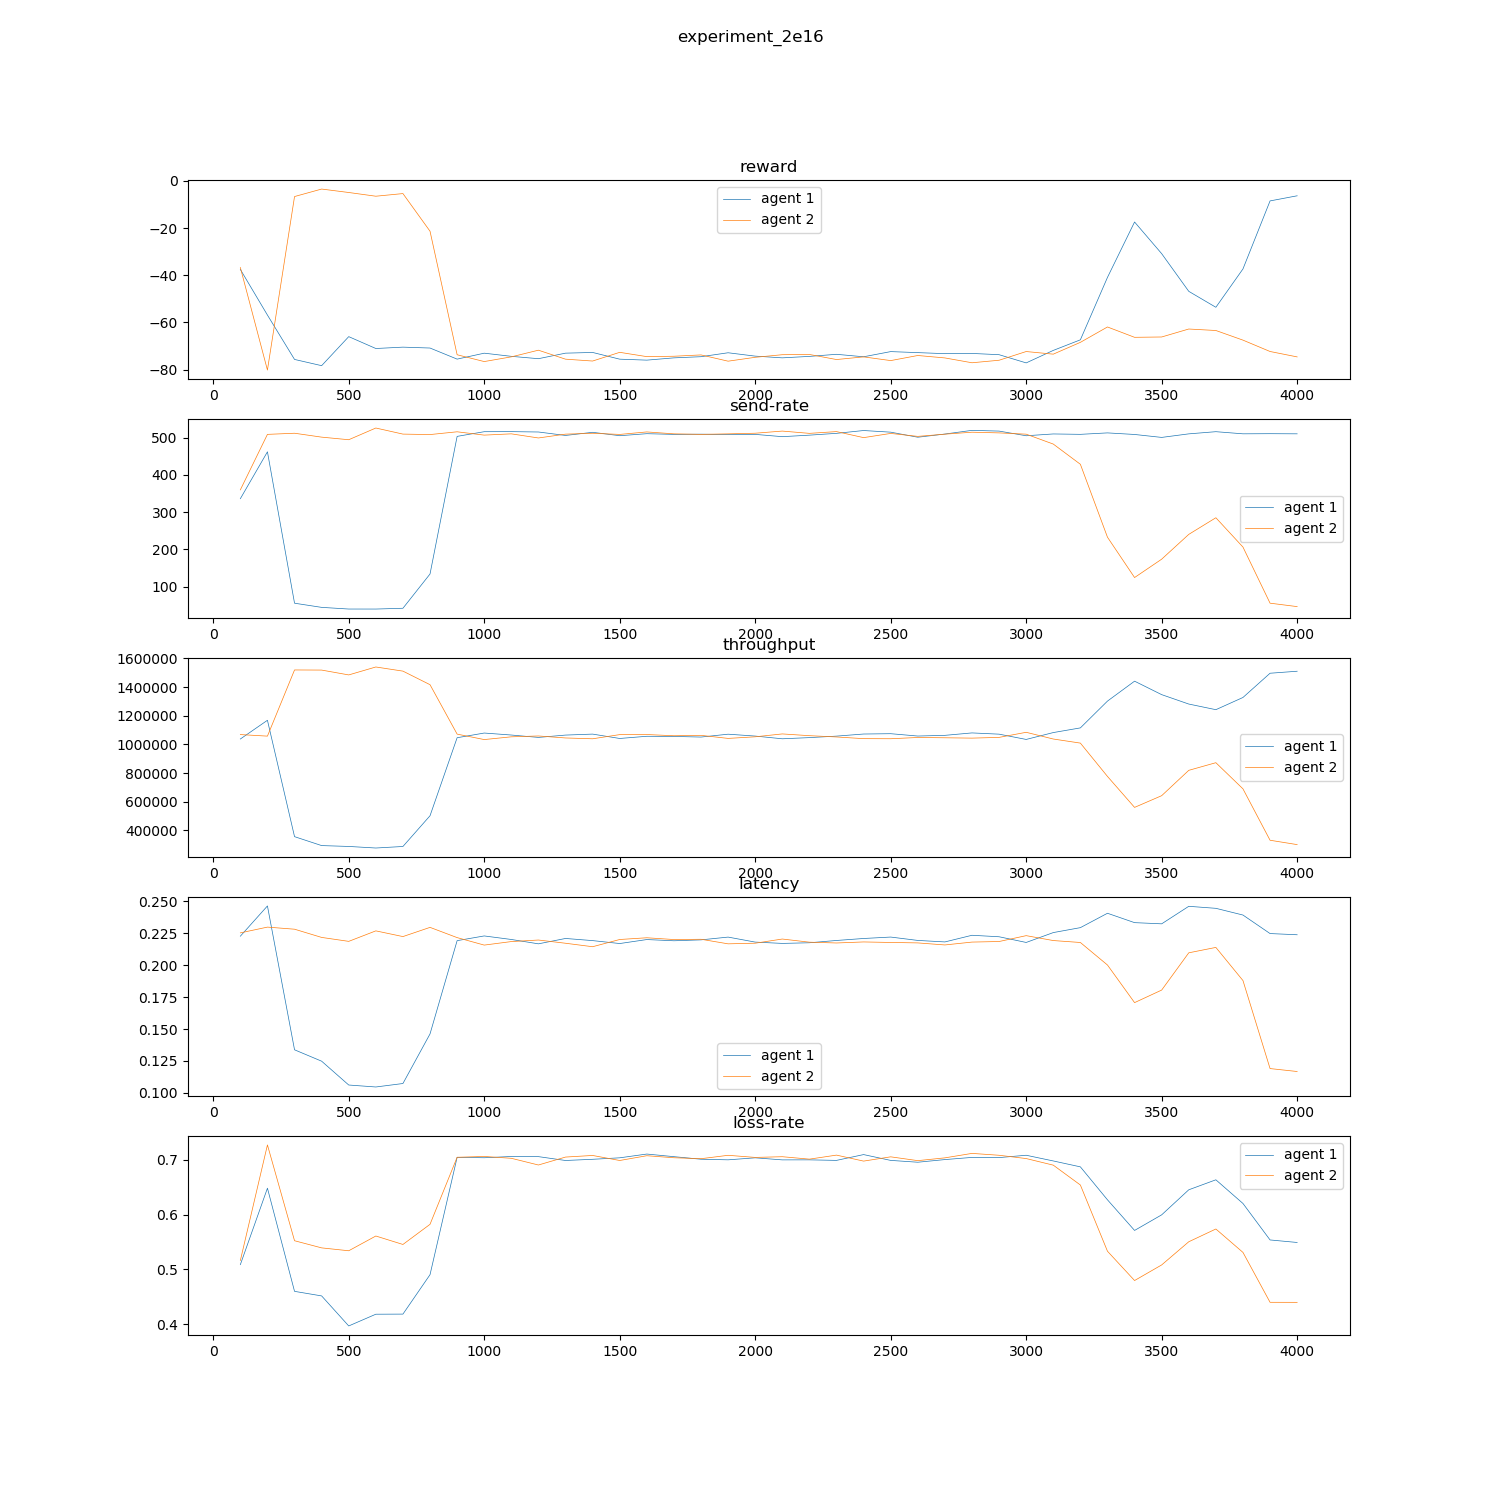 experiment_2e16
reward
0
−20
−40
−60
−80
agent 1
agent 2
0 500 1000 1500 2000 2500 3000 3500 4000
send-rate
500
400
300
200
100
agent 1
agent 2
0 500 1000 1500 2000 2500 3000 3500 4000
throughput
1600000
1400000
1200000
1000000
800000
600000
400000
agent 1
agent 2
0 500 1000 1500 2000 2500 3000 3500 4000
latency
0.250
0.225
0.200
0.175
0.150
0.125
0.100
agent 1
agent 2
0 500 1000 1500 2000 2500 3000 3500 4000
loss-rate
0.7
0.6
0.5
0.4
agent 1
agent 2
0 500 1000 1500 2000 2500 3000 3500 4000